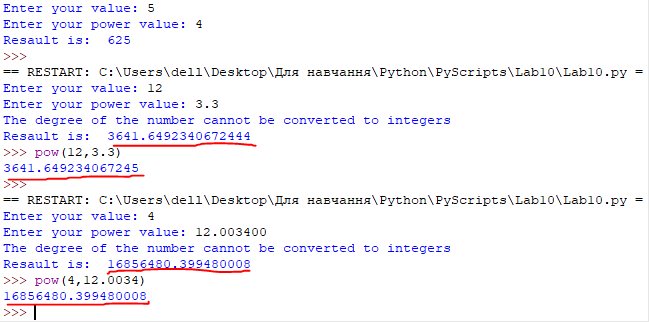 Enter your value: 5
Enter your power value: 4
Resault is:  625
>>>
== RESTART: C:\Users\dell\Desktop\Для навчання\Python\PyScripts\Lab10\Lab10.py =
Enter your value: 12
Enter your power value: 3.3
The degree of the number cannot be converted to integers
Resault is:  3641.6492340672444
>>> pow(12,3.3)
3641.649234067245
>>>
== RESTART: C:\Users\dell\Desktop\Для навчання\Python\PyScripts\Lab10\Lab10.py =
Enter your value: 4
Enter your power value: 12.003400
The degree of the number cannot be converted to integers
Resault is:  16856480.399480008
>>> pow(4,12.0034)
16856480.399480008
>>>